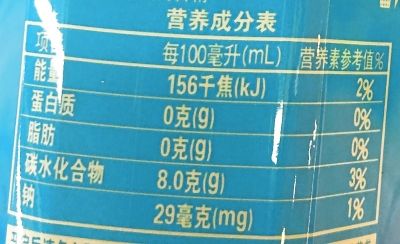 营养成分表
项 每100毫升(mL) 营养素参考值%
能量 156千焦(kJ) 2%
蛋白质 0克(g) 0%
脂肪 0克(g) 0%
碳水化合物 8.0克(g) 3%
钠 29毫克(mg) 1%